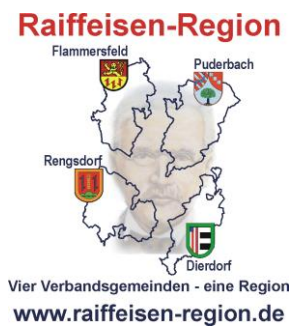 Raiffeisen-Region
Flammersfeld
Puderbach
Rengsdorf
Dierdorf
Vier Verbandsgemeinden - eine Region
www.raiffeisen-region.de